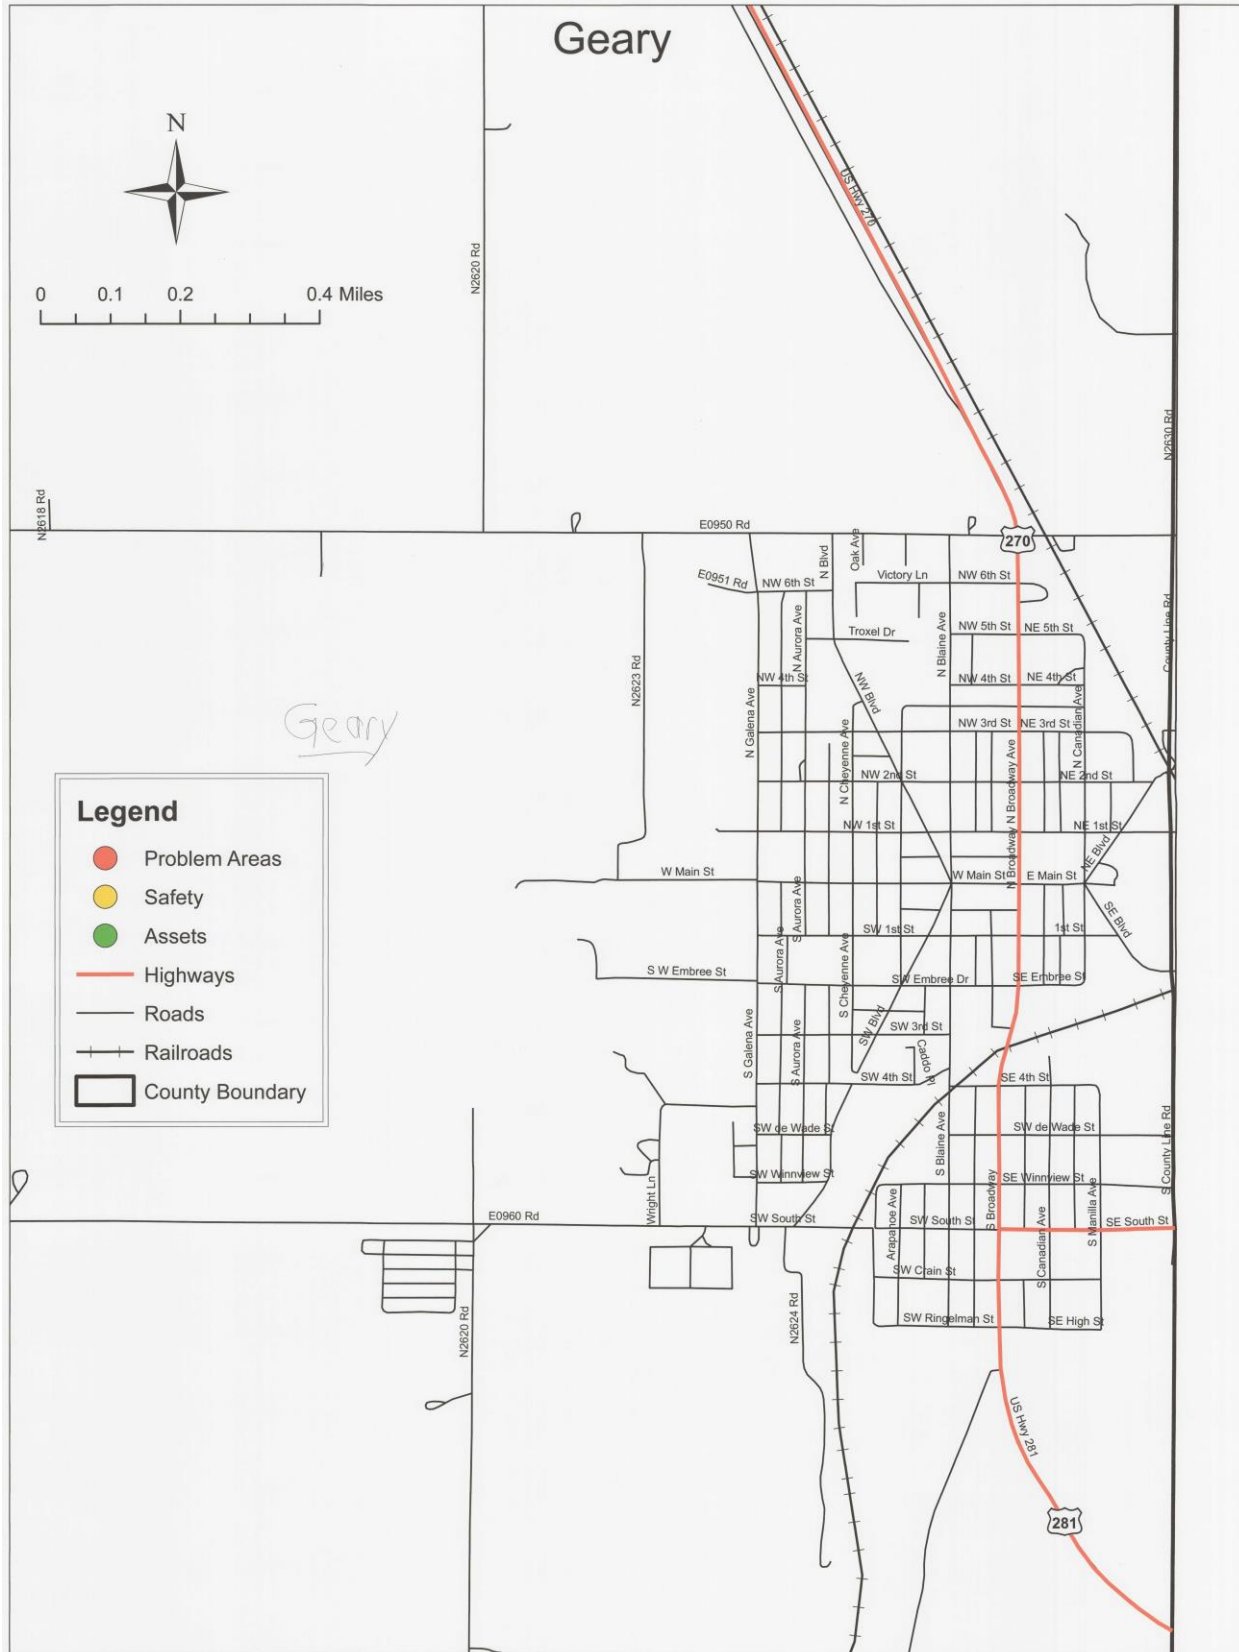 Geary
N
0 0.1 0.2 0.4 Miles
US Hwy 270
N2620 Rd
N2630 Rd
N2618 Rd
E0950 Rd
270
N Blvd
Oak Ave
E0951 Rd
NW 6th St
Victory Ln
NW 6th St
County Line Rd
N Aurora Ave
Troxel Dr
N Blaine Ave
NW 5th St
NE 5th St
N2623 Rd
NW 4th St
NW Blvd
NW 4th St
NE 4th St
N Galena Ave
N Cheyenne Ave
NW 3rd St
NE 3rd St
N Canadian Ave
Geary
NW 2nd St
N Broadway Ave
NE 2nd St
NW 1st St
N Broadway
NE 1st St
NE Blvd
W Main St
W Main St
E Main St
S Aurora Ave
SW 1st St
1st St
SE Blvd
S Aurora Ave
S Cheyenne Ave
S W Embree St
SW Embree Dr
SE Embree St
S Galena Ave
S Aurora Ave
SW Blvd
SW 3rd St
Caddo Pl
SW 4th St
SE 4th St
SW de Wade St
S Blaine Ave
SW de Wade St
S County Line Rd
SW Winnview St
SE Winnview St
Wright Ln
E0960 Rd
SW South St
Arapahoe Ave
SW South St
S Broadway
S Canadian Ave
S Manilla Ave
SE South St
SW Crain St
N2620 Rd
N2624 Rd
SW Ringelman St
SE High St
US Hwy 281
281
Legend
Problem Areas
Safety
Assets
Highways
Roads
Railroads
County Boundary